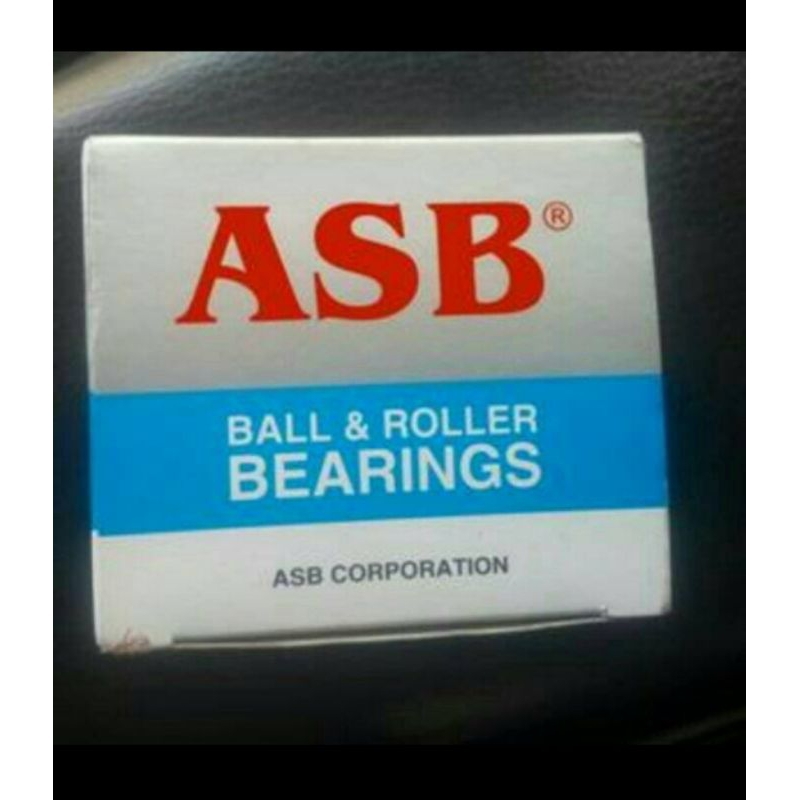 ASB®
BALL & ROLLER
BEARINGS
ASB CORPORATION